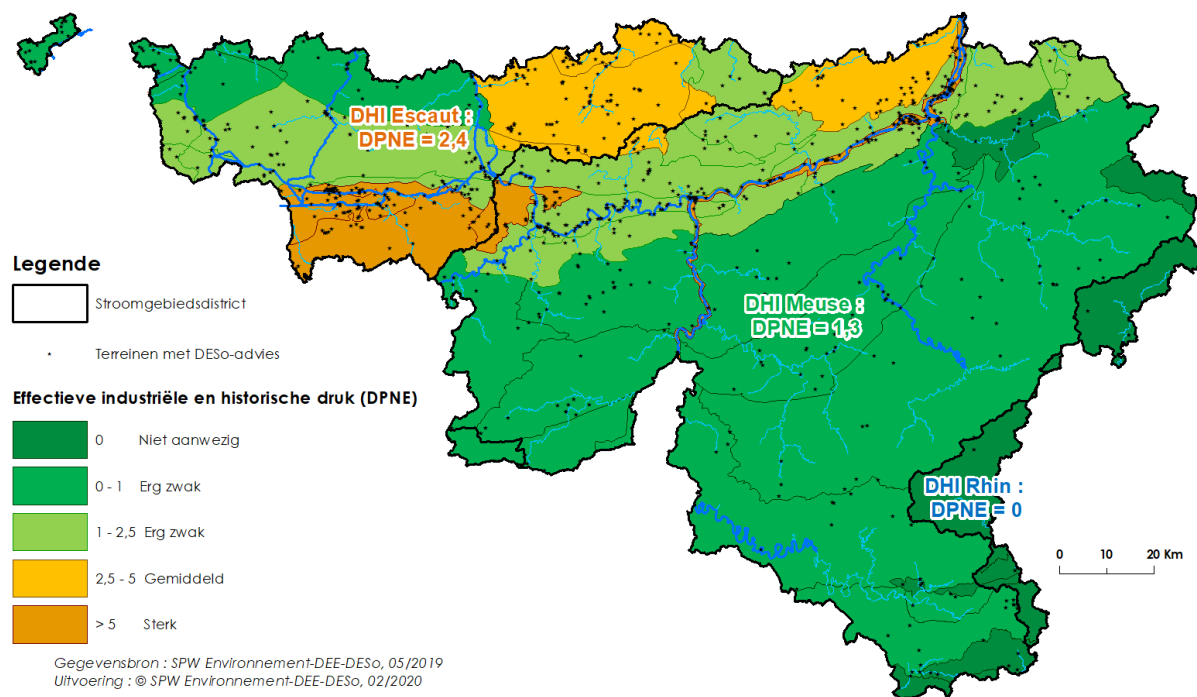 DHI Escaut :
DPNE = 2,4
DHI Meuse :
DPNE = 1,3
DHI Rhin :
DPNE = 0
Legende
Stroomgebiedsdistrict
Terreinen met DESo-advies
Effectieve industriële en historische druk (DPNE)
0 Niet aanwezig
0 - 1 Erg zwak
1 - 2,5 Erg zwak
2,5 - 5 Gemiddeld
> 5 Sterk
0 10 20 Km
Gegevensbron : SPW Environnement-DEE-DESo, 05/2019
Uitvoering : © SPW Environnement-DEE-DESo, 02/2020